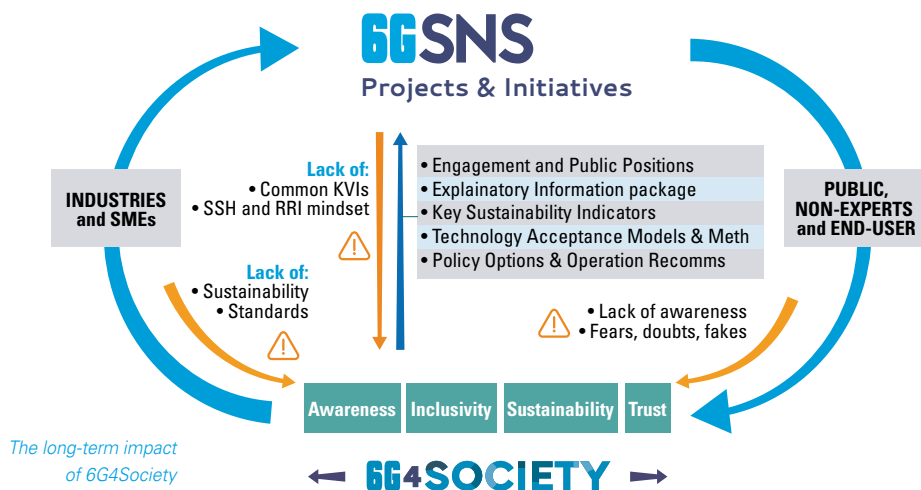 6GSNS
Projects & Initiatives
Lack of:
• Common KVIs
• SSH and RRI mindset
• Engagement and Public Positions
• Explainatory Information package
• Key Sustainability Indicators
• Technology Acceptance Models & Meth
• Policy Options & Operation Recomms
INDUSTRIES
and SMEs
PUBLIC,
NON-EXPERTS
and END-USER
Lack of:
• Sustainability
• Standards
• Lack of awareness
• Fears, doubts, fakes
Awareness
Inclusivity
Sustainability
Trust
The long-term impact
of 6G4Society
6G4SOCIETY